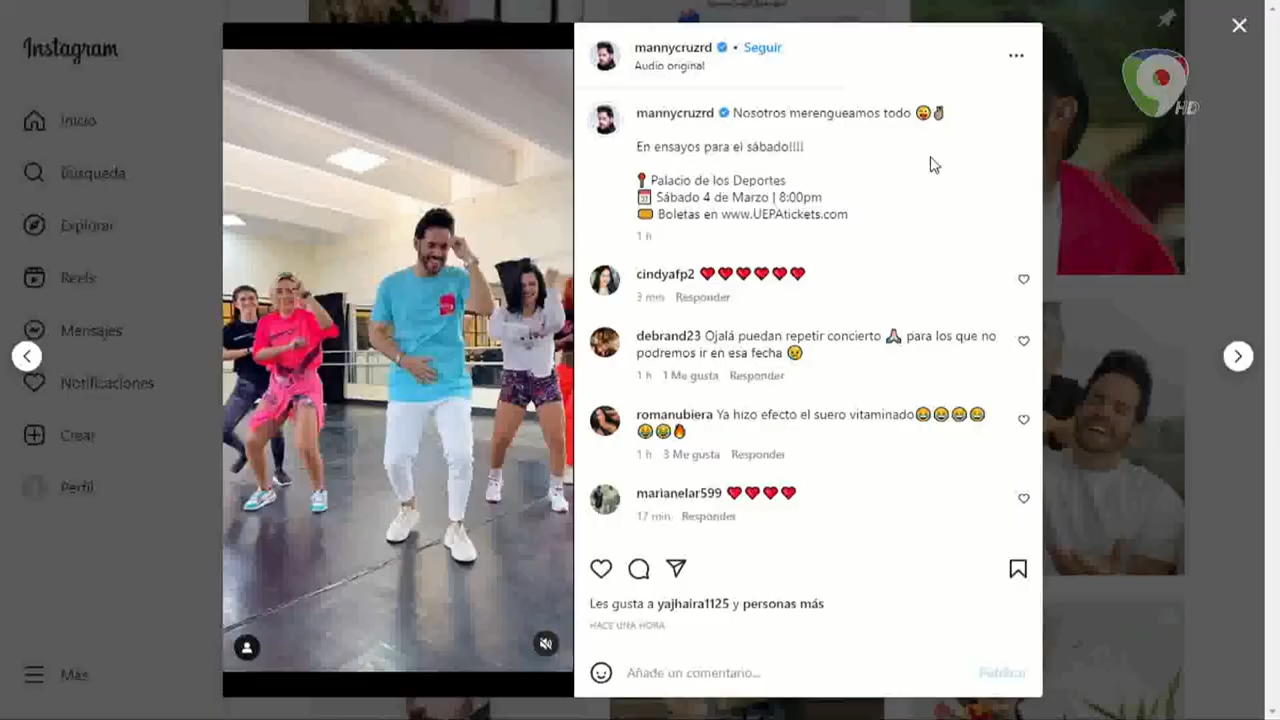 Instagram
Inicio
Búsqueda
Explorar
Reels
Mensajes
Notificaciones
Crear
Perfil
Más
mannycruzrd • Seguir
Audio original
mannycruzrd Nosotros merengueamos todo 😜✌🏽
En ensayos para el sábado!!!!
📍 Palacio de los Deportes
📅 Sábado 4 de Marzo | 8:00pm
🎟 Boletas en www.UEPAtickets.com
1 h
cindyafp2 ❤️❤️❤️❤️❤️❤️
3 min Responder
debrand23 Ojalá puedan repetir concierto 🙏🏻 para los que no
podremos ir en esa fecha 😢
1 h 1 Me gusta Responder
romanubiera Ya hizo efecto el suero vitaminado😂😂😂😂
😂😂🔥
1 h 3 Me gusta Responder
marianelar599 ❤️❤️❤️❤️
17 min Responder
Les gusta a yajhaira1125 y personas más
HACE UNA HORA
Añade un comentario...
Publicar
9
HD